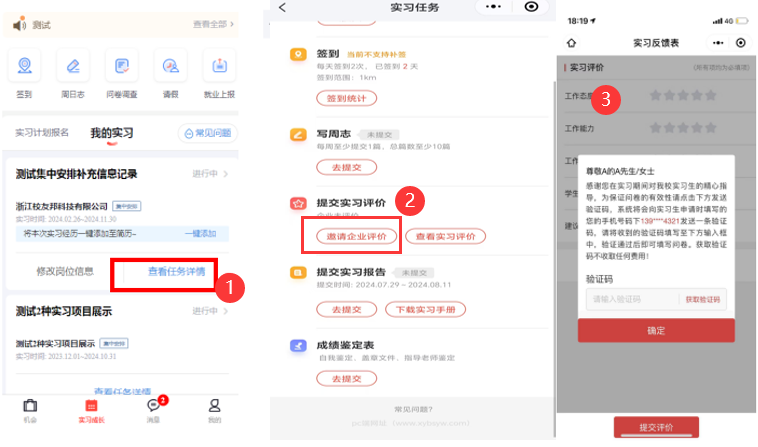 测试
查看全部 >
签到
周日志
问卷调查
请假
就业上报
实习计划报名
我的实习
常见问题
测试集中安排补充信息记录
进行中 >
浙江校友邦科技有限公司
集中安排
实习时间: 2024.02.26~2024.11.30
将本次实习经历一键添加至简历~
一键添加
修改岗位信息
查看任务详情
1
测试2种实习项目展示
进行中 >
测试2种实习项目展示
集中安排
实习时间: 2023.12.01~2024.10.31
查看任务详情
机会
实习成长
2
消息
我的
实习任务
签到
当前不支持补签
每天签到2次, 已签到 2 天
签到范围: 1km
签到统计
写周志
未提交
每周至少提交1篇, 总篇数至少10篇
去提交
提交实习评价
2
企业未评价
邀请企业评价
查看实习评价
提交实习报告
未提交
提交时间: 2024.07.29 ~ 2024.08.11
去提交
下载实习手册
成绩鉴定表
自我鉴定、盖章文件、指导老师鉴定
去提交
常见问题?
18:19
4G
实习反馈表
实习评价
(所有项均为必填项)
3
工作态度
工作能力
工作
学生
建议
尊敬A的A先生/女士
感谢您在实习期间对我校实习生的精心指
导, 为保证问卷的有效性请点击下方发送
验证码, 系统将会向实习生申请时填写的
您的手机号码下139****4321发送一条验证
码。请将收到的验证码填写至下方输入框
中, 验证通过后即可填写问卷。获取验证
码不收取任何费用!
验证码
请输入验证码
获取验证码
确定
提交评价